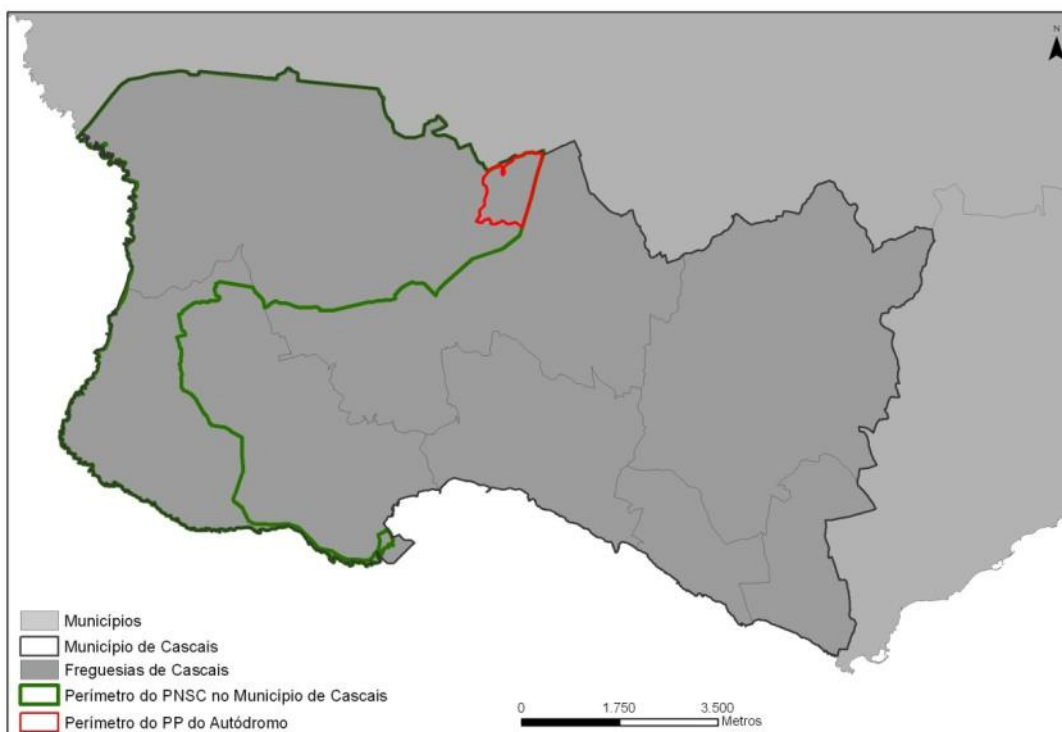 N
Municípios
Município de Cascais
Freguesias de Cascais
Perímetro do PNSC no Município de Cascais
Perímetro do PP do Autódromo
0 1.750 3.500
Metros